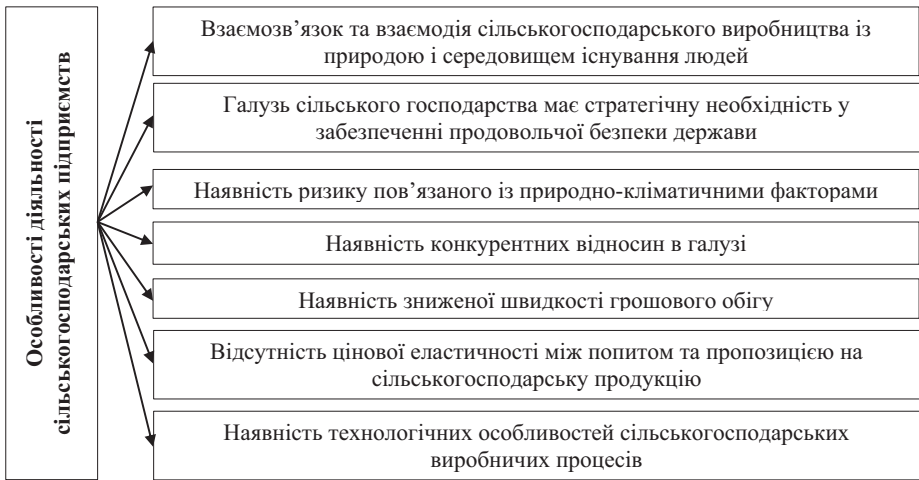 Особливості діяльності
сільськогосподарських підприємств
Взаємозв’язок та взаємодія сільськогосподарського виробництва із
природою і середовищем існування людей
Галузь сільського господарства має стратегічну необхідність у
забезпеченні продовольчої безпеки держави
Наявність ризику пов’язаного із природно-кліматичними факторами
Наявність конкурентних відносин в галузі
Наявність зниженої швидкості грошового обігу
Відсутність цінової еластичності між попитом та пропозицією на
сільськогосподарську продукцію
Наявність технологічних особливостей сільськогосподарських
виробничих процесів